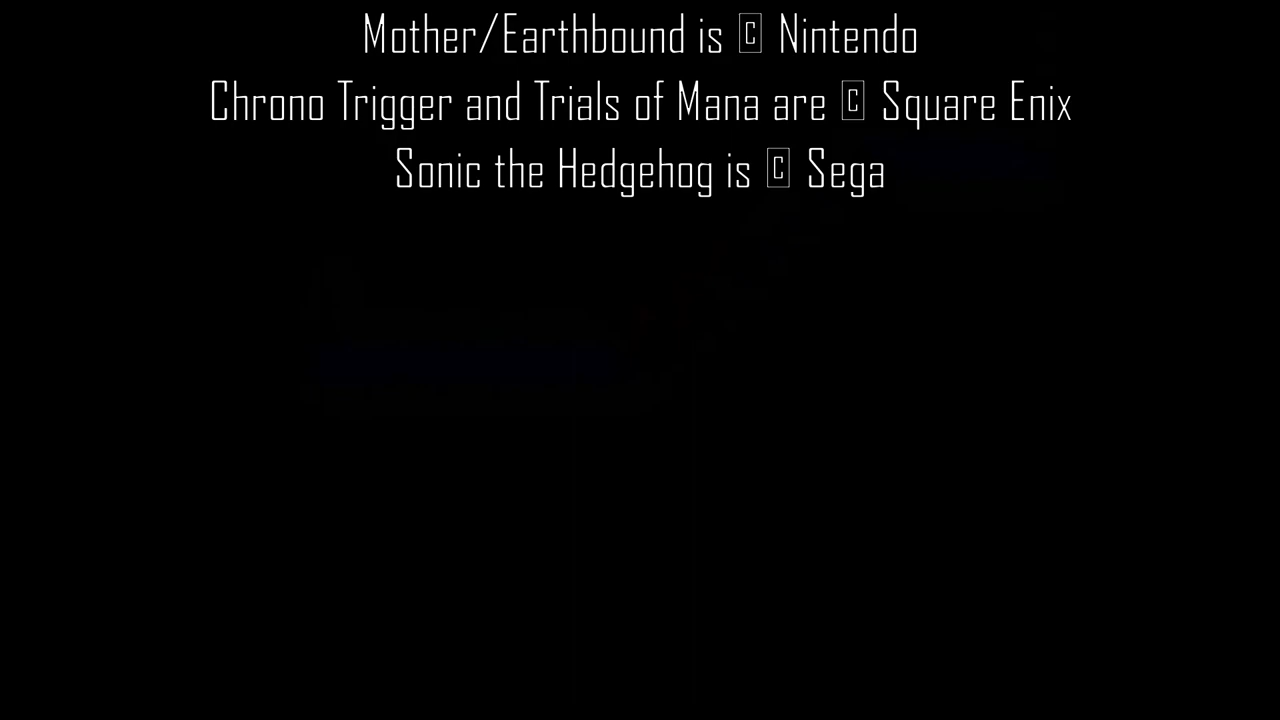 Mother/Earthbound is © Nintendo
Chrono Trigger and Trials of Mana are © Square Enix
Sonic the Hedgehog is © Sega